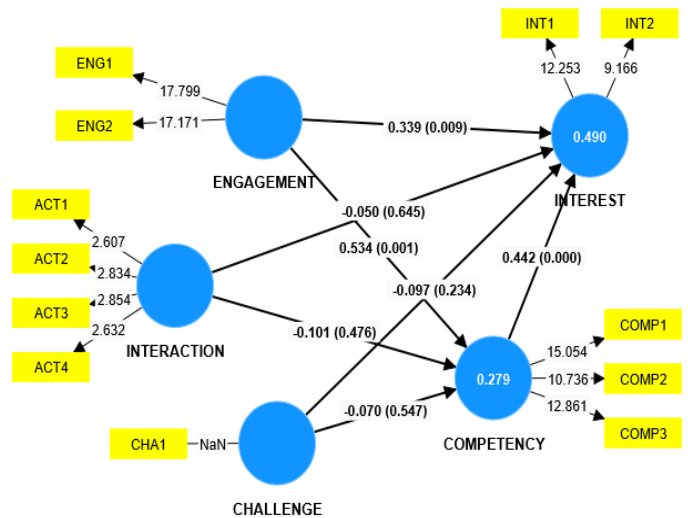 INT1
INT2
ENG1
12.253
9.166
17.799
ENG2
17.171
0.339 (0.009)
0.490
ENGAGEMENT
INTEREST
ACT1
-0.050 (0.645)
2.607
ACT2
0.534 (0.001)
0.442 (0.000)
2.834
-0.097 (0.234)
2.854
ACT3
2.632
COMP1
-0.101 (0.476)
15.054
INTERACTION
ACT4
0.279
10.736
COMP2
12.861
-0.070 (0.547)
COMP3
CHA1
NaN
COMPETENCY
CHALLENGE